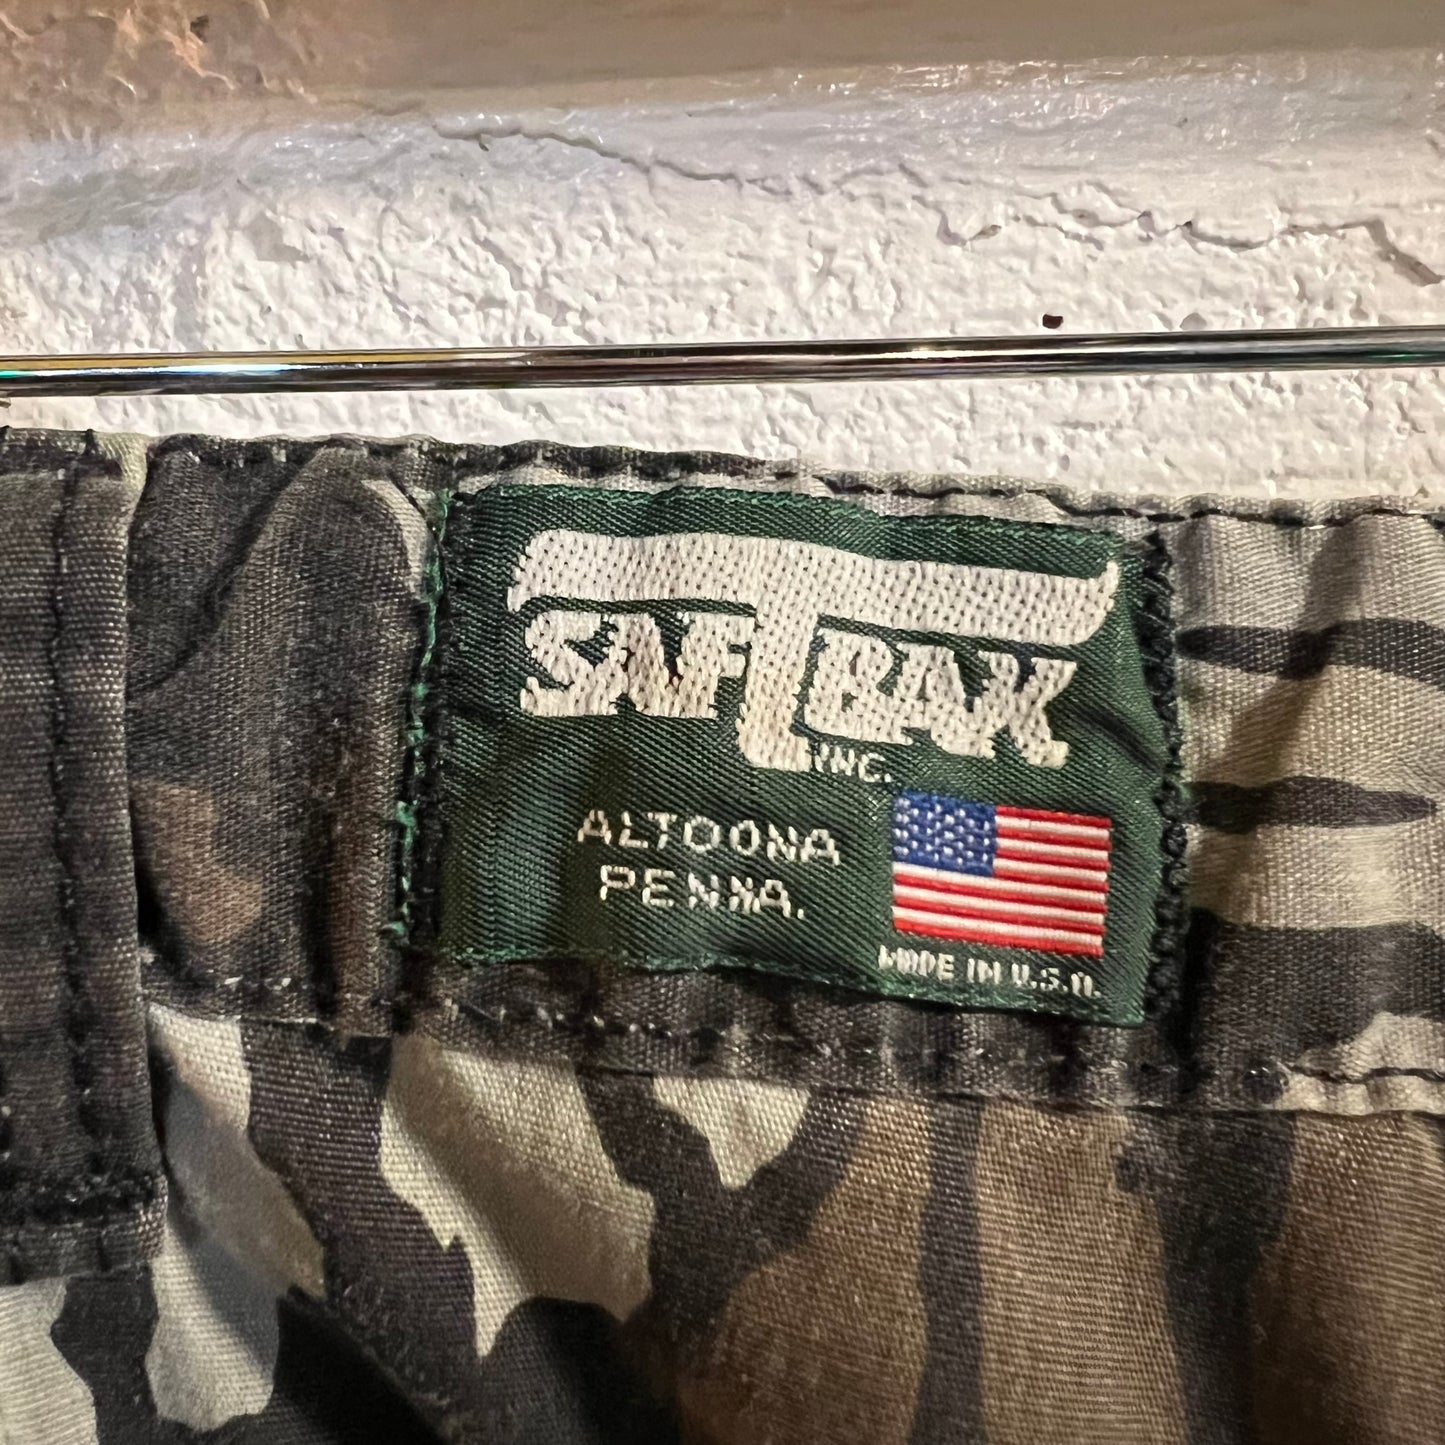 SAFTBAK
INC.
ALTOONA
PENNA.
MADE IN U.S.A.